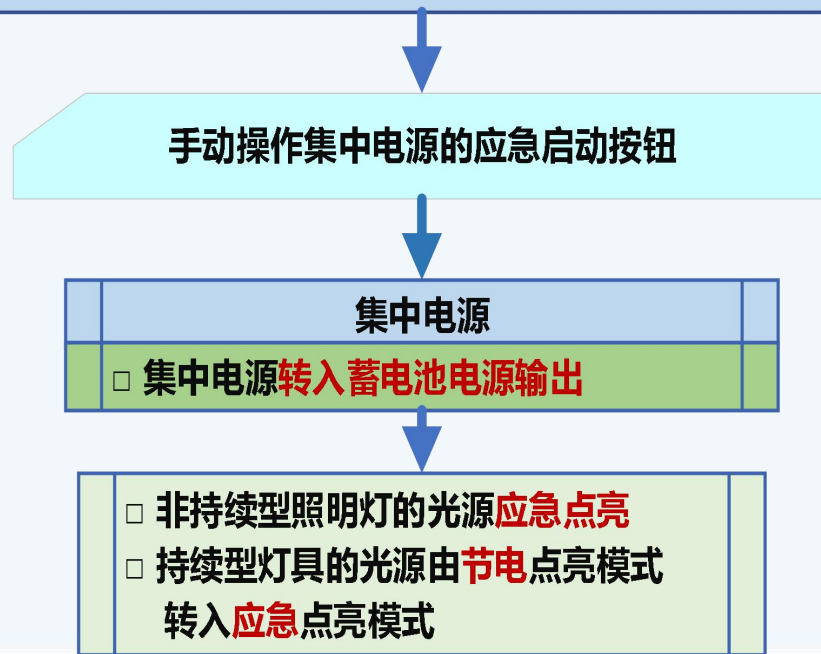 手动操作集中电源的应急启动按钮
集中电源
□ 集中电源转入蓄电池电源输出
□ 非持续型照明灯的光源应急点亮
□ 持续型灯具的光源由节电点亮模式
转入应急点亮模式